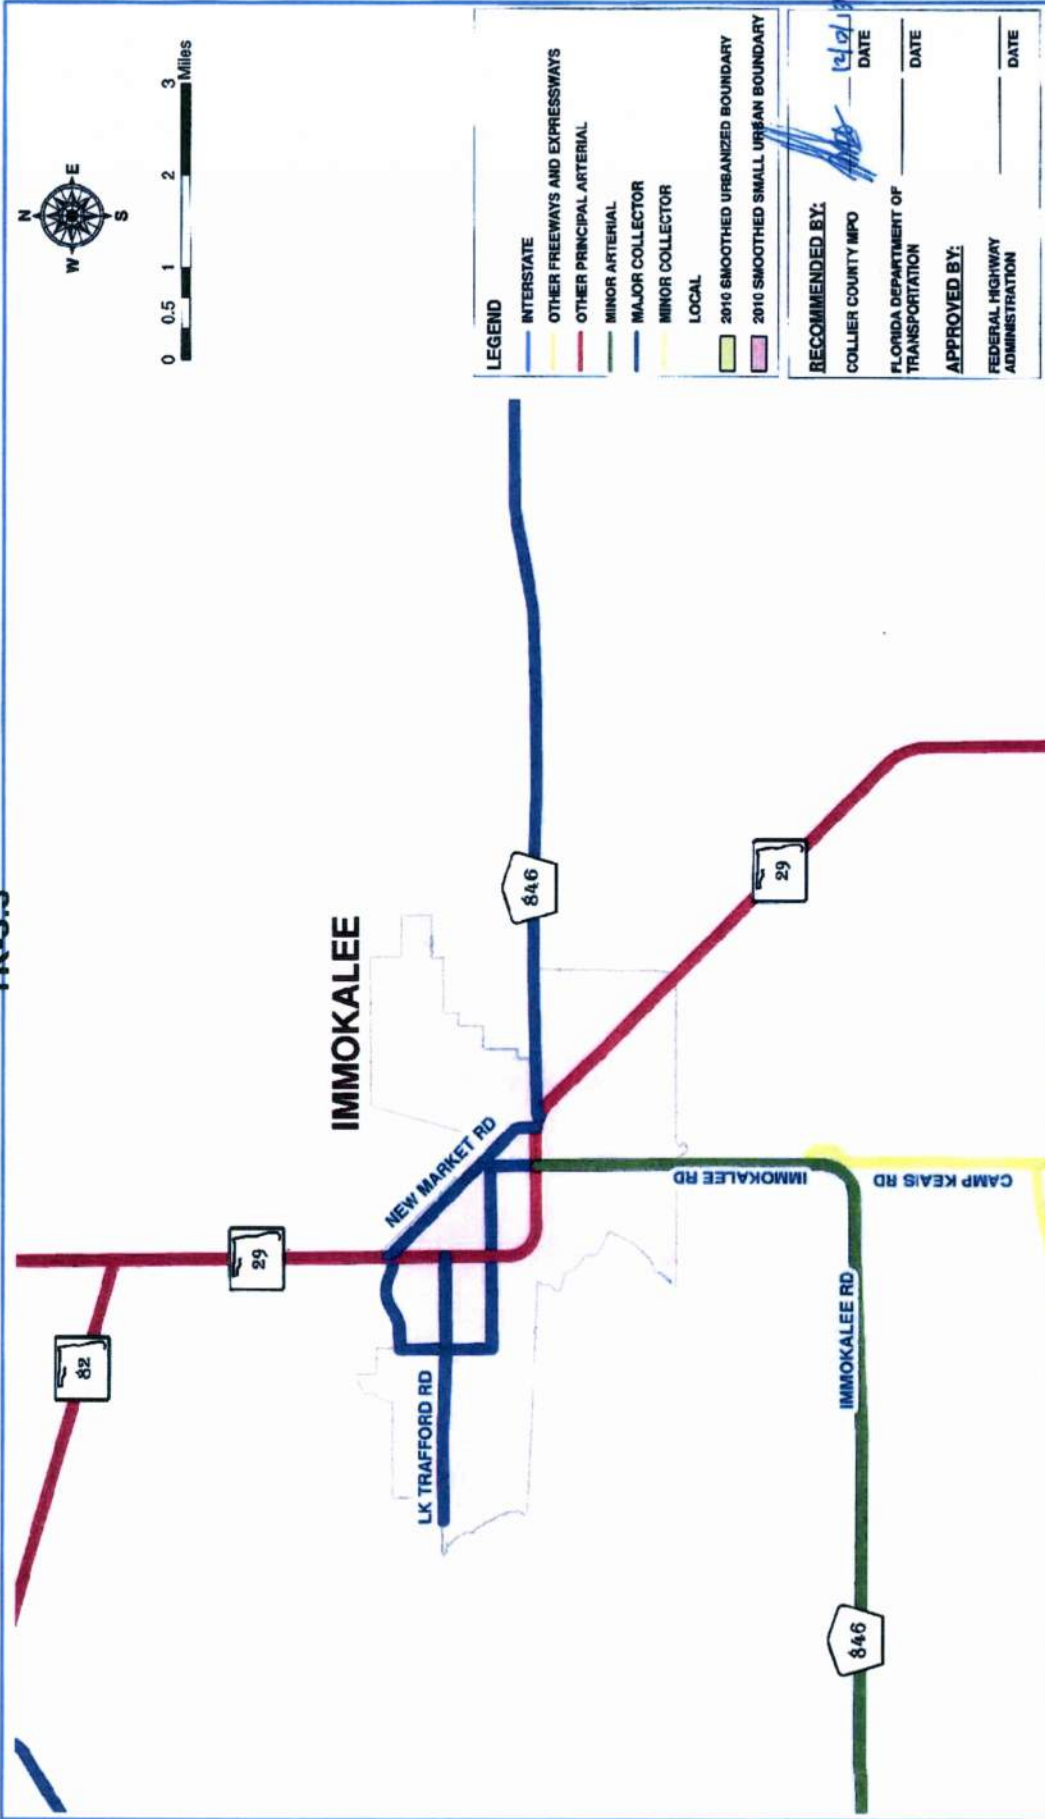 N
W E
S
0 0.5 1 2 3
Miles
IMMOKALEE
82
29
NEW MARKET RD
LK TRAFFORD RD
846
29
IMMOKALEE RD
CAMP KEAIS RD
IMMOKALEE RD
846
LEGEND
INTERSTATE
OTHER FREEWAYS AND EXPRESSWAYS
OTHER PRINCIPAL ARTERIAL
MINOR ARTERIAL
MAJOR COLLECTOR
MINOR COLLECTOR
LOCAL
2010 SMOOTHED URBANIZED BOUNDARY
2010 SMOOTHED SMALL URBAN BOUNDARY
RECOMMENDED BY:
COLLIER COUNTY MPO
DATE
FLORIDA DEPARTMENT OF
TRANSPORTATION
DATE
APPROVED BY:
FEDERAL HIGHWAY
ADMINISTRATION
DATE